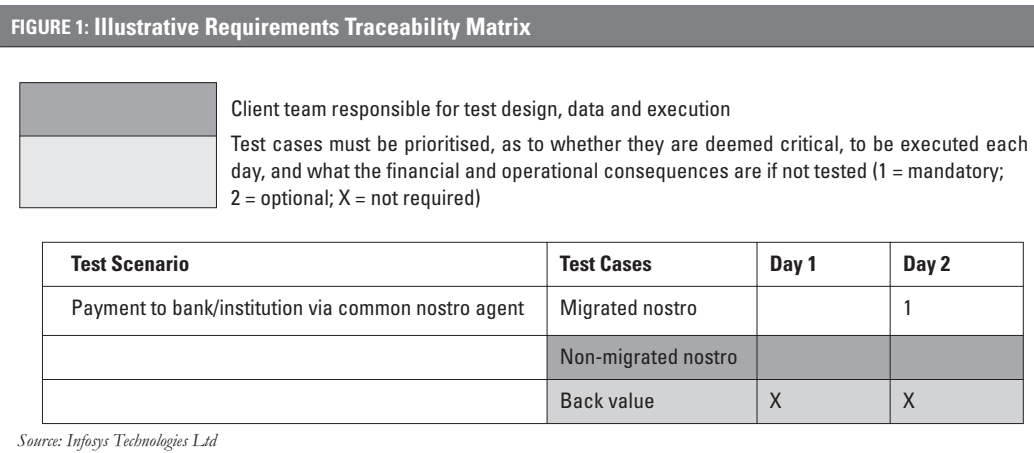 FIGURE 1: Illustrative Requirements Traceability Matrix
Client team responsible for test design, data and execution
Test cases must be prioritised, as to whether they are deemed critical, to be executed each
day, and what the financial and operational consequences are if not tested (1 = mandatory;
2 = optional; X = not required)
Test Scenario Test Cases Day 1 Day 2
Payment to bank/institution via common nostro agent Migrated nostro 1
Non-migrated nostro
Back value X X
Source: Infosys Technologies Ltd